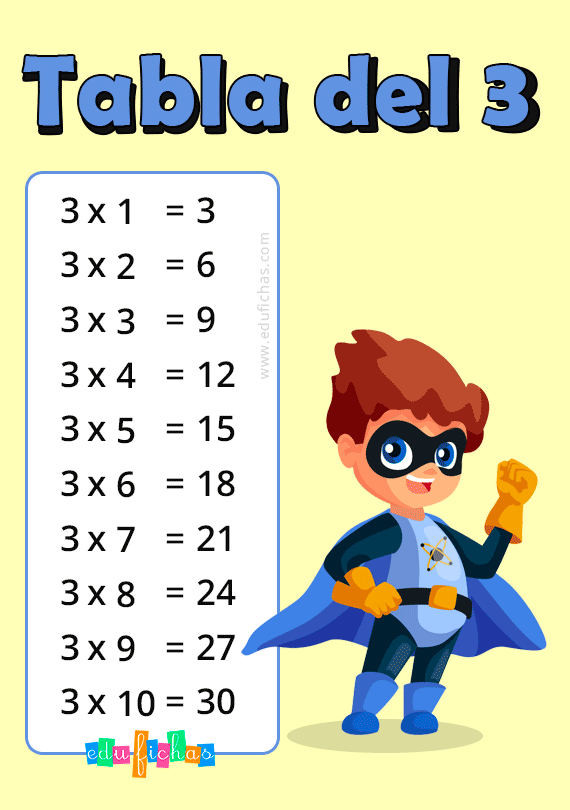 Tabla del 3
3 x 1 = 3
3 x 2 = 6
3 x 3 = 9
3 x 4 = 12
3 x 5 = 15
3 x 6 = 18
3 x 7 = 21
3 x 8 = 24
3 x 9 = 27
3 x 10 = 30
www.edufichas.com
edufichas